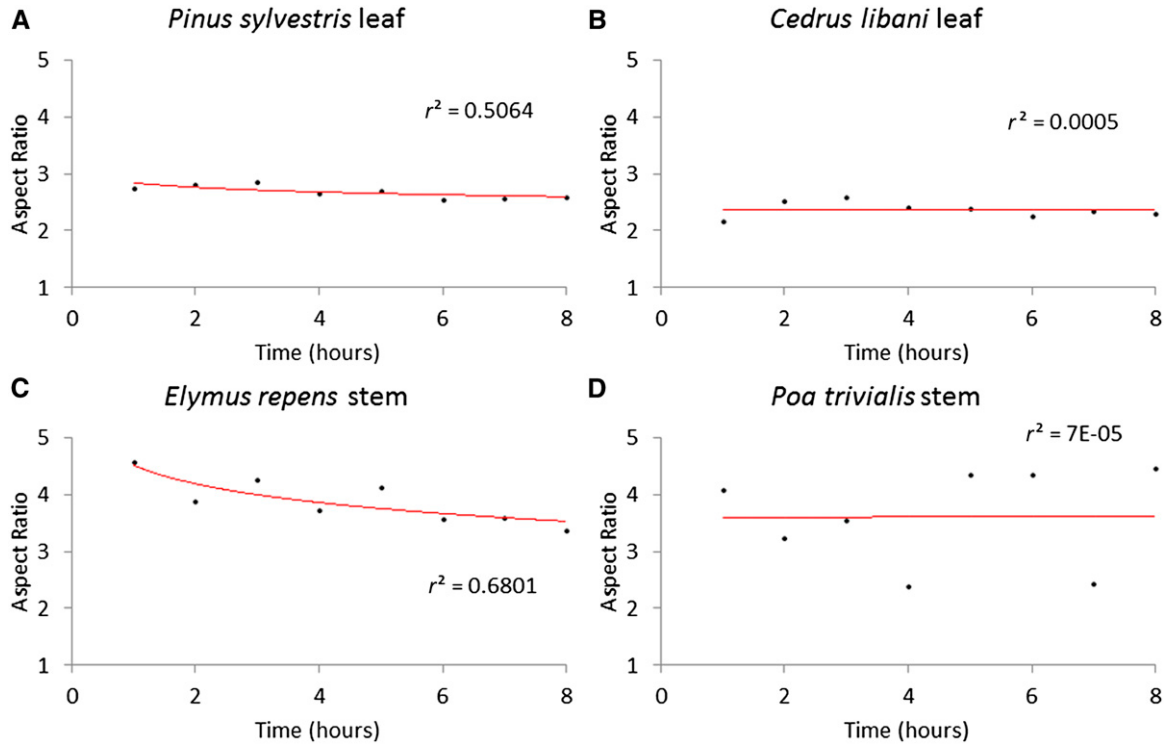 A
Pinus sylvestris leaf
5
4
3
2
1
Aspect Ratio
r² = 0.5064
0
2
4
6
8
Time (hours)
B
Cedrus libani leaf
5
4
3
2
1
Aspect Ratio
r² = 0.0005
0
2
4
6
8
Time (hours)
C
Elymus repens stem
5
4
3
2
1
Aspect Ratio
r² = 0.6801
0
2
4
6
8
Time (hours)
D
Poa trivialis stem
5
4
3
2
1
Aspect Ratio
r² = 7E-05
0
2
4
6
8
Time (hours)